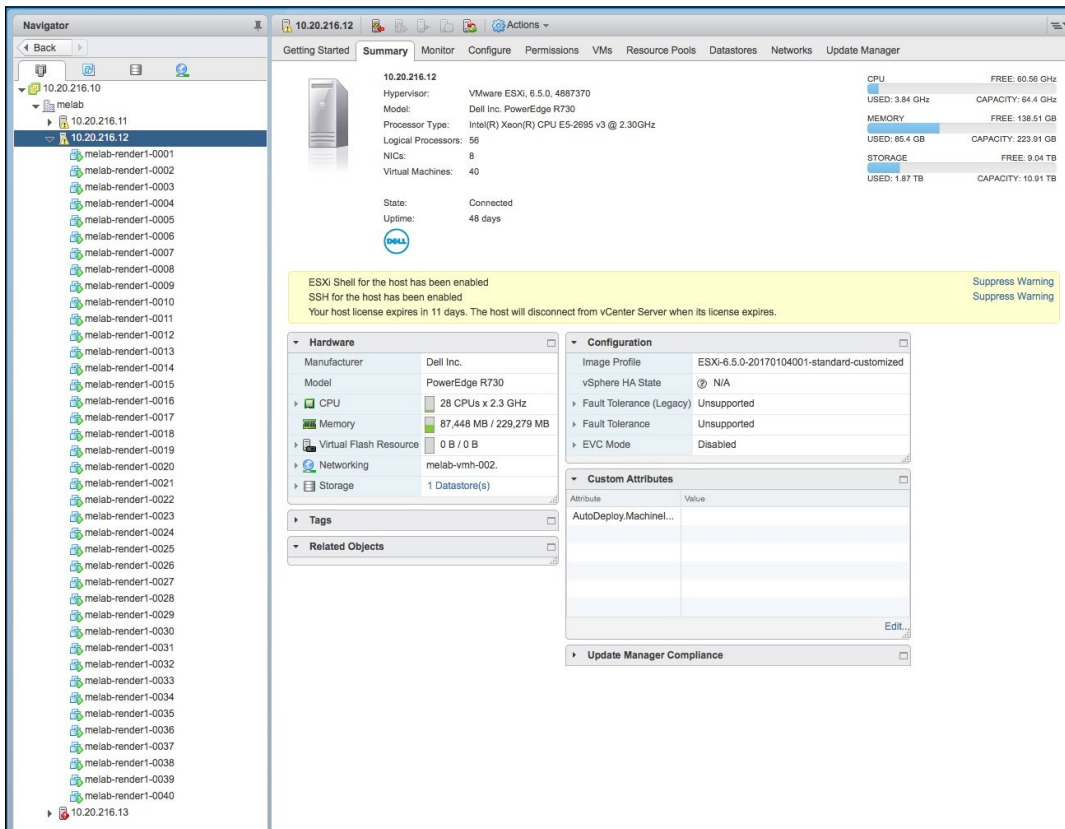 Navigator
Back
10.20.216.10
melab
10.20.216.11
10.20.216.12
melab-render1-0001
melab-render1-0002
melab-render1-0003
melab-render1-0004
melab-render1-0005
melab-render1-0006
melab-render1-0007
melab-render1-0008
melab-render1-0009
melab-render1-0010
melab-render1-0011
melab-render1-0012
melab-render1-0013
melab-render1-0014
melab-render1-0015
melab-render1-0016
melab-render1-0017
melab-render1-0018
melab-render1-0019
melab-render1-0020
melab-render1-0021
melab-render1-0022
melab-render1-0023
melab-render1-0024
melab-render1-0025
melab-render1-0026
melab-render1-0027
melab-render1-0028
melab-render1-0029
melab-render1-0030
melab-render1-0031
melab-render1-0032
melab-render1-0033
melab-render1-0034
melab-render1-0035
melab-render1-0036
melab-render1-0037
melab-render1-0038
melab-render1-0039
melab-render1-0040
10.20.216.13
10.20.216.12 Actions
Getting Started Summary Monitor Configure Permissions VMs Resource Pools Datastores Networks Update Manager
10.20.216.12
Hypervisor: VMware ESXi, 6.5.0, 4887370
Model: Dell Inc. PowerEdge R730
Processor Type: Intel(R) Xeon(R) CPU E5-2695 v3 @ 2.30GHz
Logical Processors: 56
NICs: 8
Virtual Machines: 40
State: Connected
Uptime: 48 days
DELL
CPU FREE: 60.56 GHz
USED: 3.84 GHz CAPACITY: 64.4 GHz
MEMORY FREE: 138.51 GB
USED: 85.4 GB CAPACITY: 223.91 GB
STORAGE FREE: 9.04 TB
USED: 1.87 TB CAPACITY: 10.91 TB
ESXi Shell for the host has been enabled Suppress Warning
SSH for the host has been enabled Suppress Warning
Your host license expires in 11 days. The host will disconnect from vCenter Server when its license expires.
Hardware
Manufacturer Dell Inc.
Model PowerEdge R730
CPU 28 CPUs x 2.3 GHz
Memory 87,448 MB / 229,279 MB
Virtual Flash Resource 0 B / 0 B
Networking melab-vmh-002.
Storage 1 Datastore(s)
Tags
Related Objects
Configuration
Image Profile ESXi-6.5.0-20170104001-standard-customized
vSphere HA State N/A
Fault Tolerance (Legacy) Unsupported
Fault Tolerance Unsupported
EVC Mode Disabled
Custom Attributes
Attribute Value
AutoDeploy.MachineI...
Edit...
Update Manager Compliance